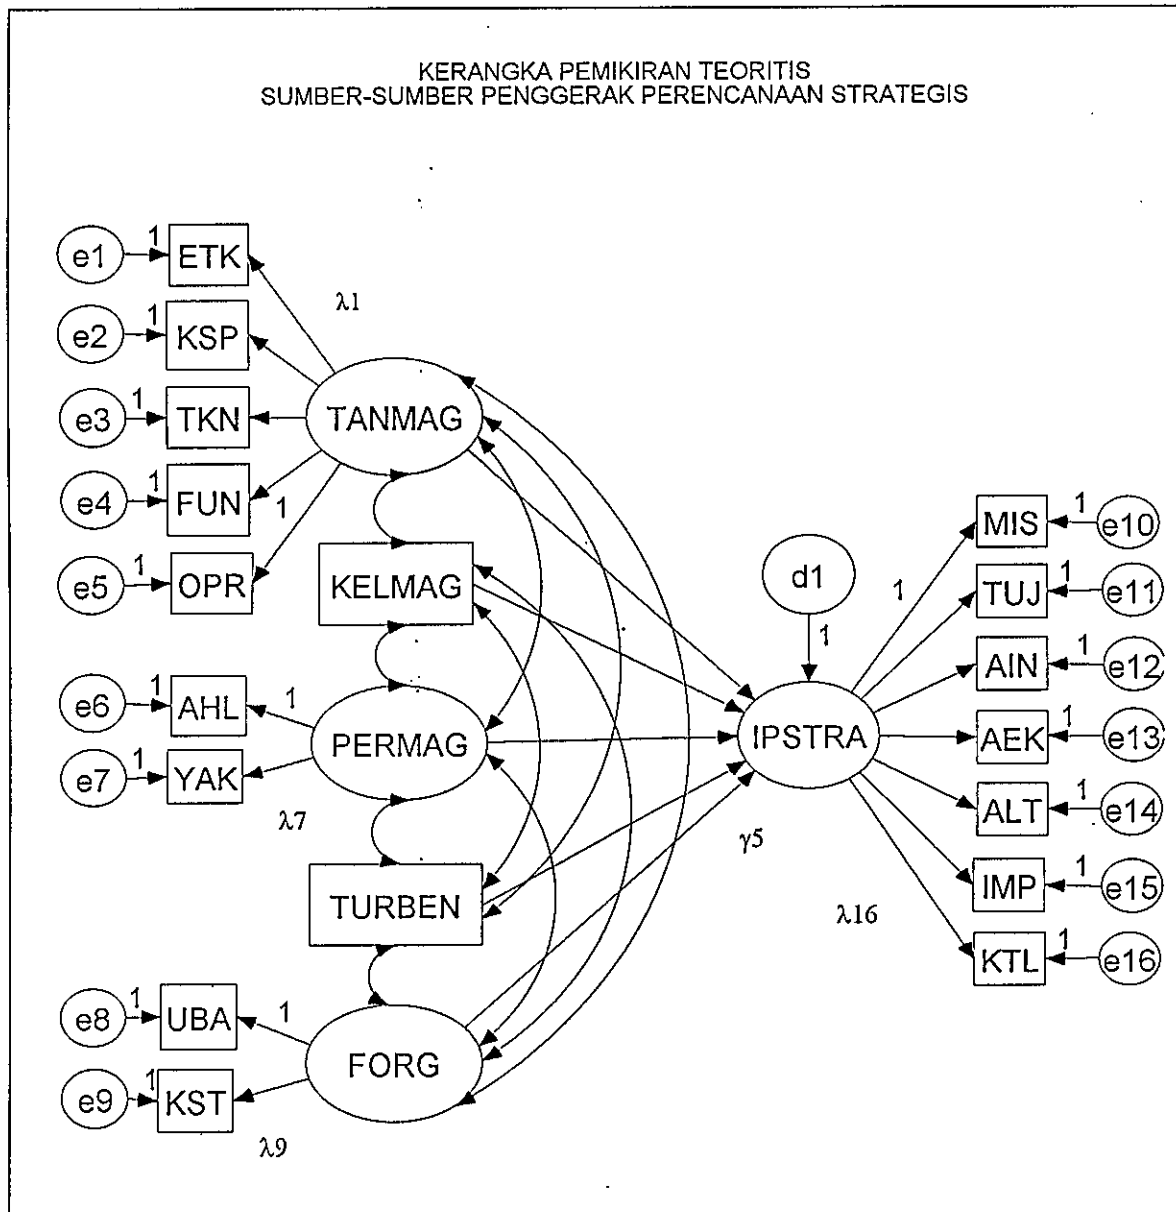 KERANGKA PEMIKIRAN TEORITIS
SUMBER-SUMBER PENGGERAK PERENCANAAN STRATEGIS
e1 1 ETK
λ1
e2 1 KSP
e3 1 TKN
TANMAG
e4 1 FUN 1
e5 1 OPR
KELMAG
d1
1
MIS 1 e10
1
TUJ 1 e11
AIN 1 e12
e6 1 AHL 1
PERMAG
IPSTRA
AEK 1 e13
e7 1 YAK
λ7
ALT 1 e14
γ5
TURBEN
IMP 1 e15
λ16
KTL 1 e16
e8 1 UBA 1
FORG
e9 1 KST
λ9